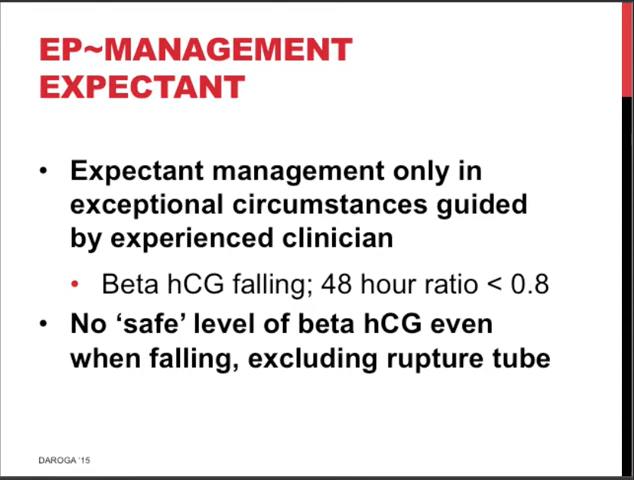 EP~MANAGEMENT
EXPECTANT
• Expectant management only in
exceptional circumstances guided
by experienced clinician
• Beta hCG falling; 48 hour ratio < 0.8
• No ‘safe’ level of beta hCG even
when falling, excluding rupture tube
DAROGA ’15